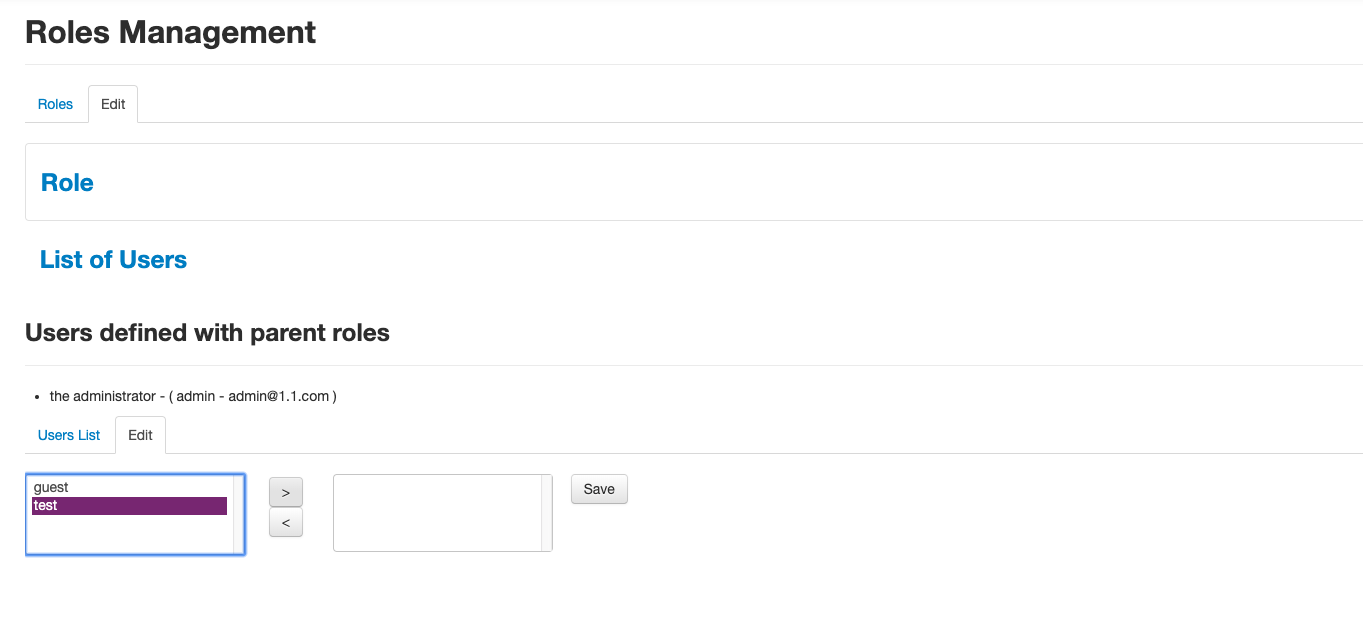 Roles Management
Roles Edit
Role
List of Users
Users defined with parent roles
the administrator - ( admin - admin@1.1.com )
Users List Edit
guest
test
>
<
Save